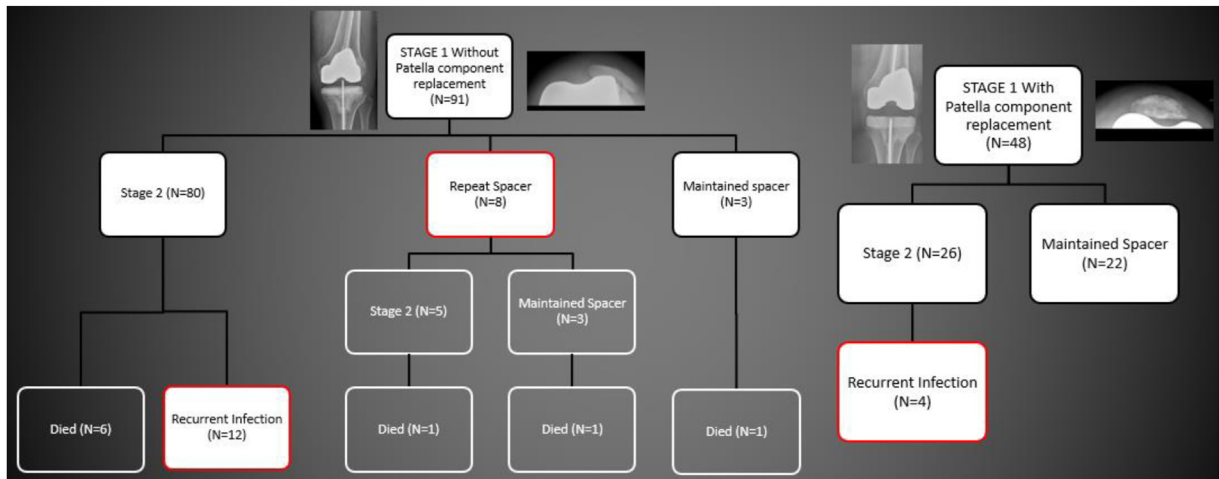 STAGE 1 Without
Patella component
replacement
(N=91)
STAGE 1 With
Patella component
replacement
(N=48)
Stage 2 (N=80)
Repeat Spacer
(N=8)
Maintained spacer
(N=3)
Stage 2 (N=26)
Maintained Spacer
(N=22)
Stage 2 (N=5)
Maintained Spacer
(N=3)
Recurrent Infection
(N=4)
Died (N=6)
Recurrent Infection
(N=12)
Died (N=1)
Died (N=1)
Died (N=1)